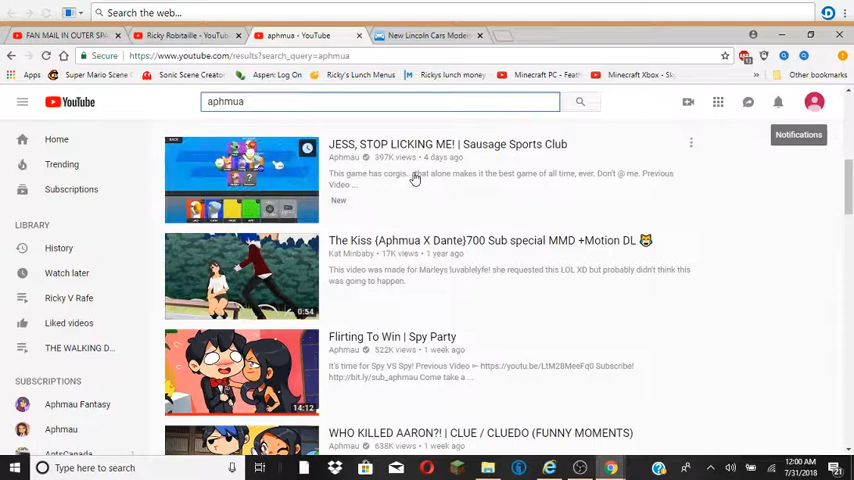 Search the web...
FAN MAIL IN OUTER SPA
Ricky Robitaille - YouTube
aphmua - YouTube
New Lincoln Cars Models
Secure https://www.youtube.com/results?search_query=aphmua
Apps
Super Mario Scene
Sonic Scene Creator
Aspen: Log On
Ricky's Lunch Menus
Rickys lunch money
Minecraft PC - Feath
Minecraft Xbox - Sky
Other bookmarks
YouTube
aphmua
Notifications
Home
Trending
Subscriptions
LIBRARY
History
Watch later
Ricky V Rafe
Liked videos
THE WALKING D...
SUBSCRIPTIONS
Aphmau Fantasy
Aphmau
AntsCanada
BACK
JESS, STOP LICKING ME! | Sausage Sports Club
Aphmau 397K views • 4 days ago
This game has corgis...that alone makes it the best game of all time, ever. Don't @ me. Previous
Video ...
New
The Kiss {Aphmua X Dante}700 Sub special MMD +Motion DL
Kat Minbaby • 17K views • 1 year ago
This video was made for Marleys luvablelyfe! she requested this LOL XD but probably didn't think this
was going to happen.
0:54
Flirting To Win | Spy Party
Aphmau 522K views • 1 week ago
It's time for Spy VS Spy! Previous Video ➳ https://youtu.be/LtM28MeeFq0 Subscribe!
http://bit.ly/sub_aphmau Come take a ...
14:12
WHO KILLED AARON?! | CLUE / CLUEDO (FUNNY MOMENTS)
Aphmau 638K views • 1 week ago
Type here to search
12:00 AM
7/31/2018
21